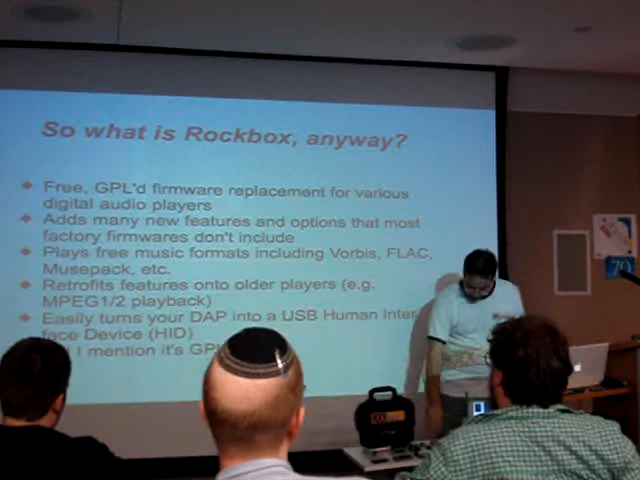 So what is Rockbox, anyway?
Free, GPL'd firmware replacement for various
digital audio players
Adds many new features and options that most
factory firmwares don't include
Plays free music formats including Vorbis, FLAC,
Musepack, etc.
Retrofits features onto older players (e.g.
MPEG1/2 playback)
Easily turns your DAP into a USB Human Inter
face Device (HID)
I mention it's GPL